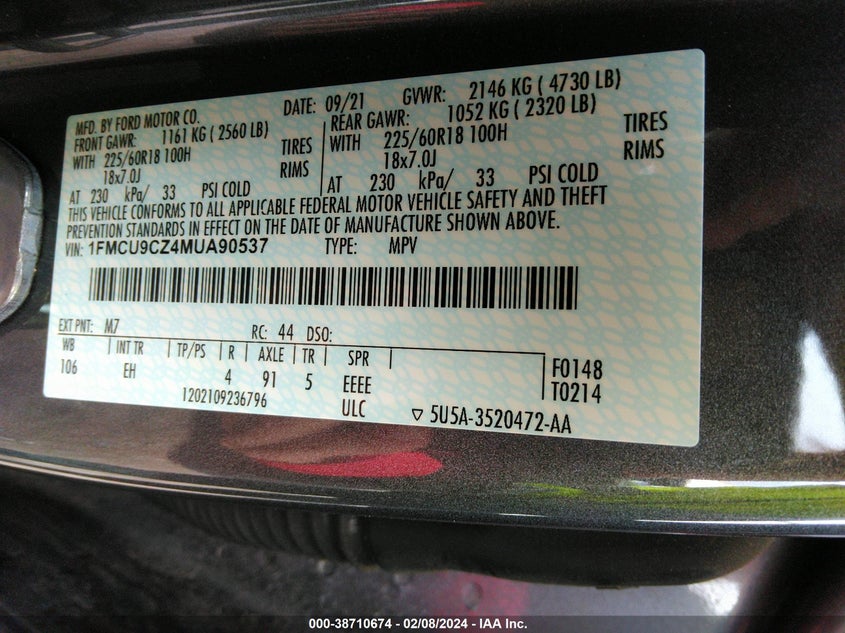 MFD. BY FORD MOTOR CO. DATE: 09/21 GVWR: 2146 KG ( 4730 LB)
FRONT GAWR: 1161 KG ( 2560 LB) REAR GAWR: 1052 KG ( 2320 LB)
WITH 225/60R18 100H TIRES WITH 225/60R18 100H TIRES
18x7.0J RIMS 18x7.0J RIMS
AT 230 kPa/ 33 PSI COLD AT 230 kPa/ 33 PSI COLD
THIS VEHICLE CONFORMS TO ALL APPLICABLE FEDERAL MOTOR VEHICLE SAFETY AND THEFT
PREVENTION STANDARDS IN EFFECT ON THE DATE OF MANUFACTURE SHOWN ABOVE.
VIN: 1FMCU9CZ4MUA90537 TYPE: MPV
EXT PNT: M7 RC: 44 DSO:
WB INT TR TP/PS R AXLE TR SPR F0148
106 EH 4 91 5 EEEE T0214
1202109236796 ULC 5U5A-3520472-AA
000-38710674 - 02/08/2024 - IAA Inc.